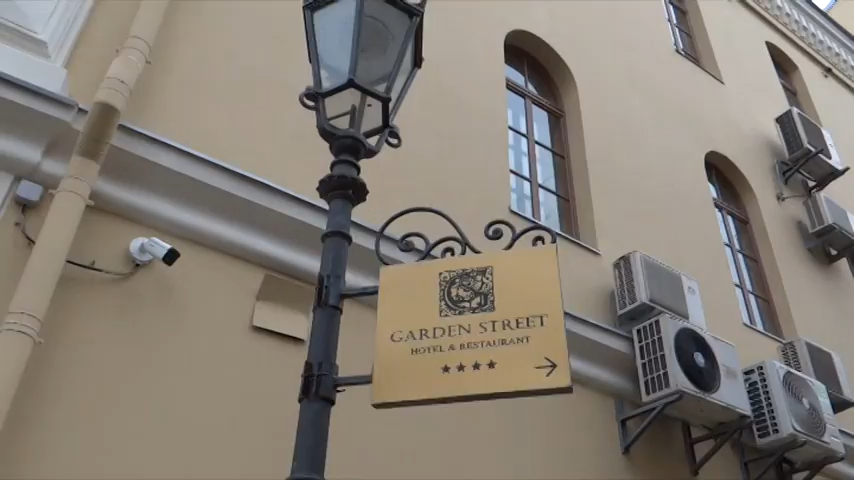 GARDEN STREET
HOTEL & RESTAURANT
★★★★ →